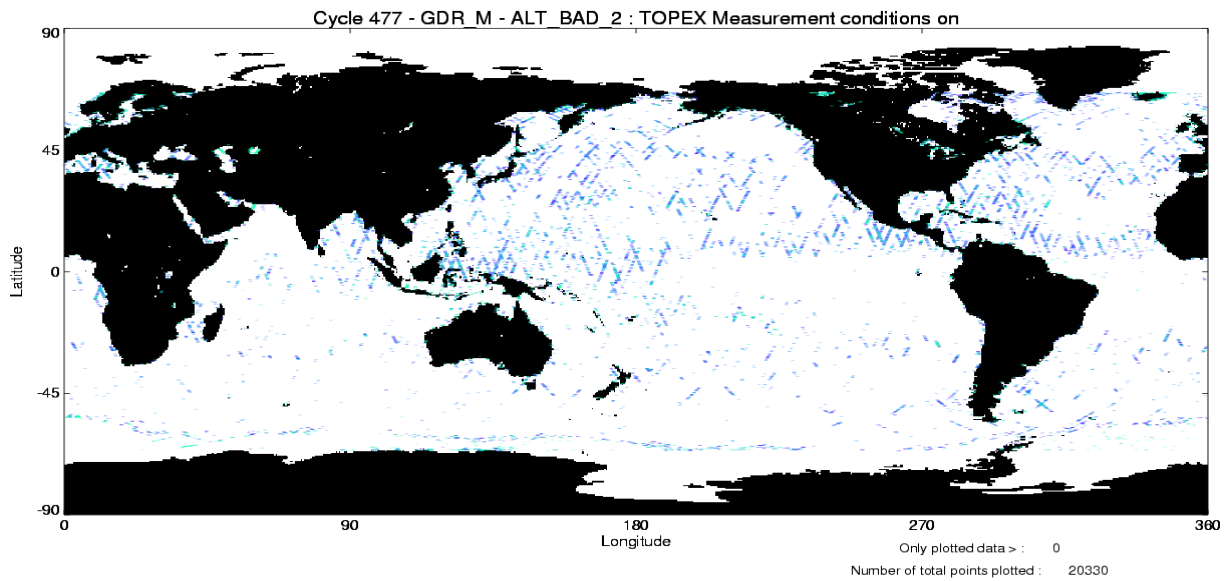 Cycle 477 - GDR_M - ALT_BAD_2 : TOPEX Measurement conditions on
90
45
0
-45
-90
Latitude
0 90 180 270 360
Longitude
Only plotted data > : 0
Number of total points plotted : 20330